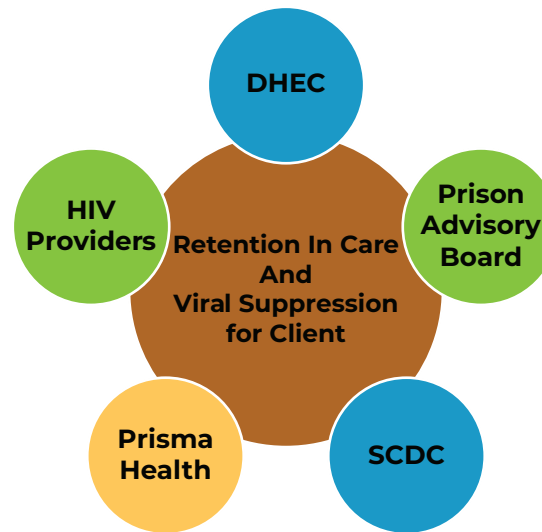 DHEC
HIV
Providers
Prison
Advisory
Board
Retention In Care
And
Viral Suppression
for Client
Prisma
Health
SCDC